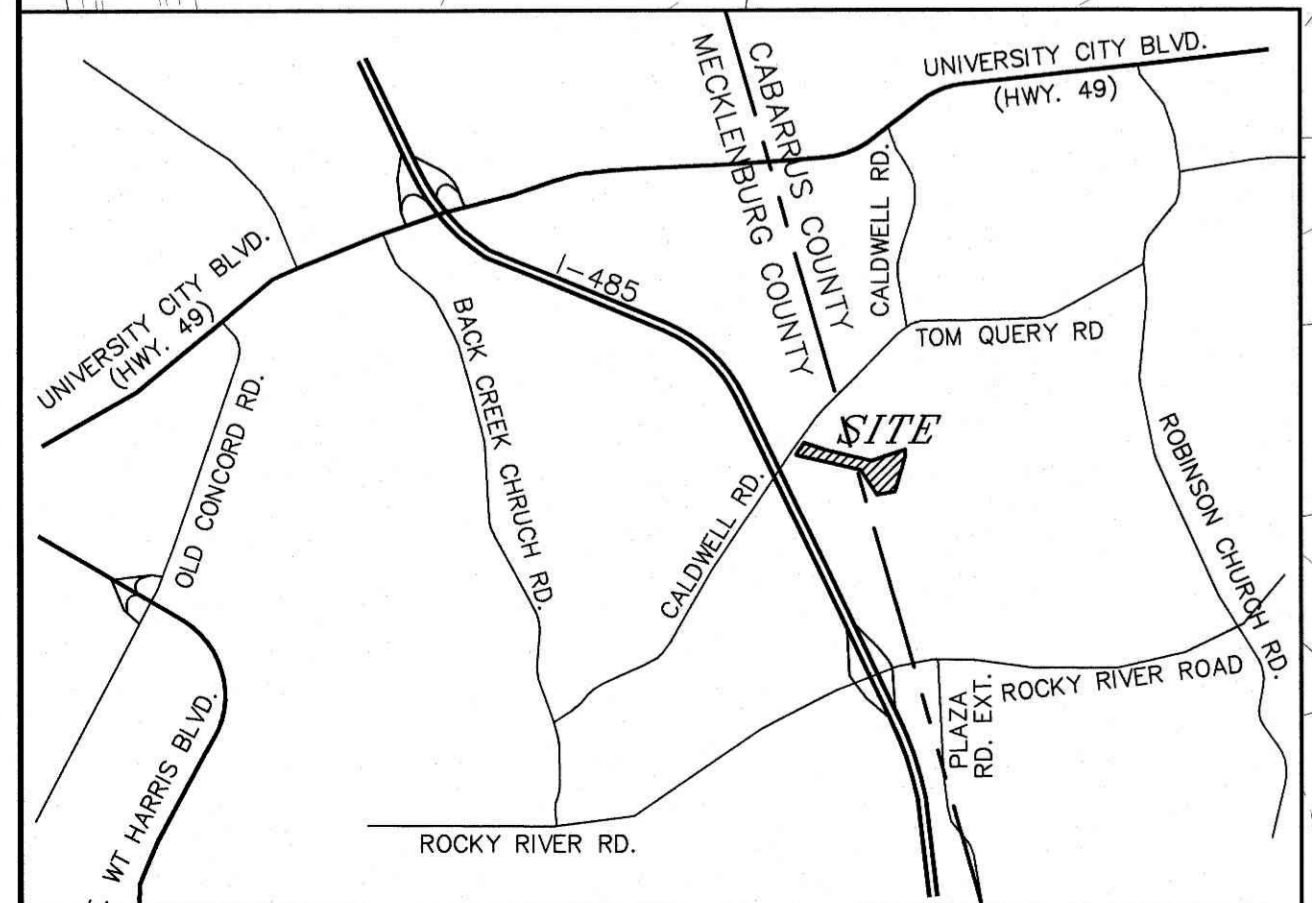 UNIVERSITY CITY BLVD.
(HWY. 49)
CABARRUS COUNTY
MECKLENBURG COUNTY
CALDWELL RD.
UNIVERSITY CITY BLVD.
(HWY. 49)
I-485
TOM QUERY RD
BACK CREEK CHRUCH RD.
OLD CONCORD RD.
SITE
ROBINSON CHURCH RD.
CALDWELL RD.
ROCKY RIVER ROAD
PLAZA
RD. EXT.
WT HARRIS BLVD.
ROCKY RIVER RD.